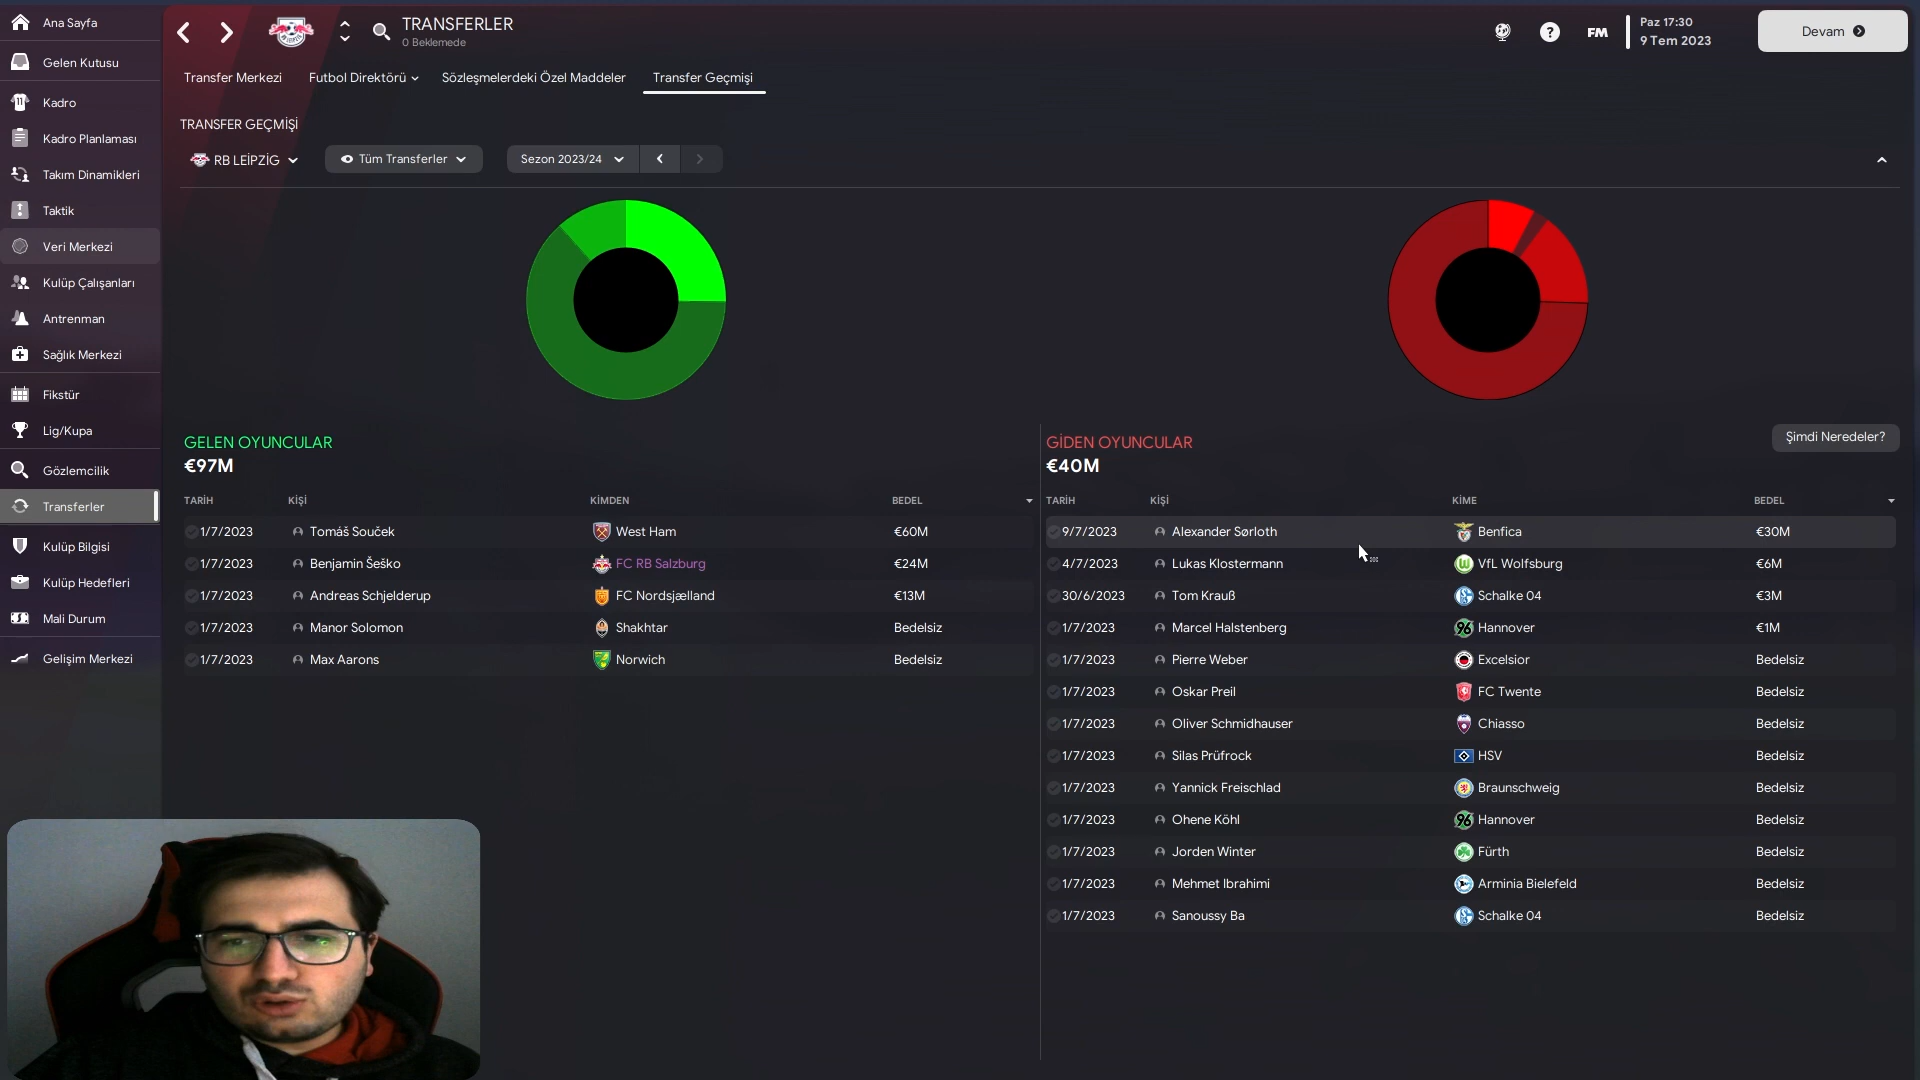 Ana Sayfa
Gelen Kutusu
Kadro
Kadro Planlaması
Takım Dinamikleri
Taktik
Veri Merkezi
Kulüp Çalışanları
Antrenman
Sağlık Merkezi
Fikstür
Lig/Kupa
Gözlemcilik
Transferler
Kulüp Bilgisi
Kulüp Hedefleri
Mali Durum
Gelişim Merkezi
TRANSFERLER
0 Beklemede
FM
Paz 17:30
9 Tem 2023
Devam
Transfer Merkezi Futbol Direktörü Sözleşmelerdeki Özel Maddeler Transfer Geçmişi
TRANSFER GEÇMİŞİ
RB LEİPZİG Tüm Transferler Sezon 2023/24
GELEN OYUNCULAR
€97M
TARİH KİŞİ KİMDEN BEDEL
1/7/2023 Tomáš Souček West Ham €60M
1/7/2023 Benjamin Šeško FC RB Salzburg €24M
1/7/2023 Andreas Schjelderup FC Nordsjælland €13M
1/7/2023 Manor Solomon Shakhtar Bedelsiz
1/7/2023 Max Aarons Norwich Bedelsiz
GİDEN OYUNCULAR
Şimdi Neredeler?
€40M
TARİH KİŞİ KİME BEDEL
9/7/2023 Alexander Sørloth Benfica €30M
4/7/2023 Lukas Klostermann VfL Wolfsburg €6M
30/6/2023 Tom Krauß Schalke 04 €3M
1/7/2023 Marcel Halstenberg Hannover €1M
1/7/2023 Pierre Weber Excelsior Bedelsiz
1/7/2023 Oskar Preil FC Twente Bedelsiz
1/7/2023 Oliver Schmidhauser Chiasso Bedelsiz
1/7/2023 Silas Prüfrock HSV Bedelsiz
1/7/2023 Yannick Freischlad Braunschweig Bedelsiz
1/7/2023 Ohene Köhl Hannover Bedelsiz
1/7/2023 Jorden Winter Fürth Bedelsiz
1/7/2023 Mehmet Ibrahimi Arminia Bielefeld Bedelsiz
1/7/2023 Sanoussy Ba Schalke 04 Bedelsiz